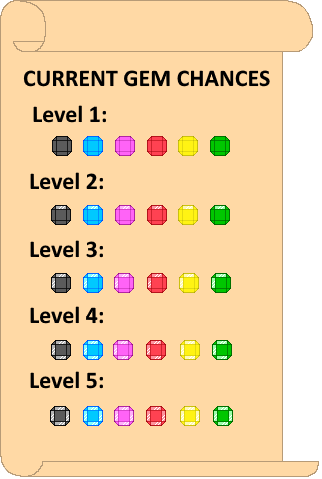 CURRENT GEM CHANCES
Level 1:
Level 2:
Level 3:
Level 4:
Level 5: